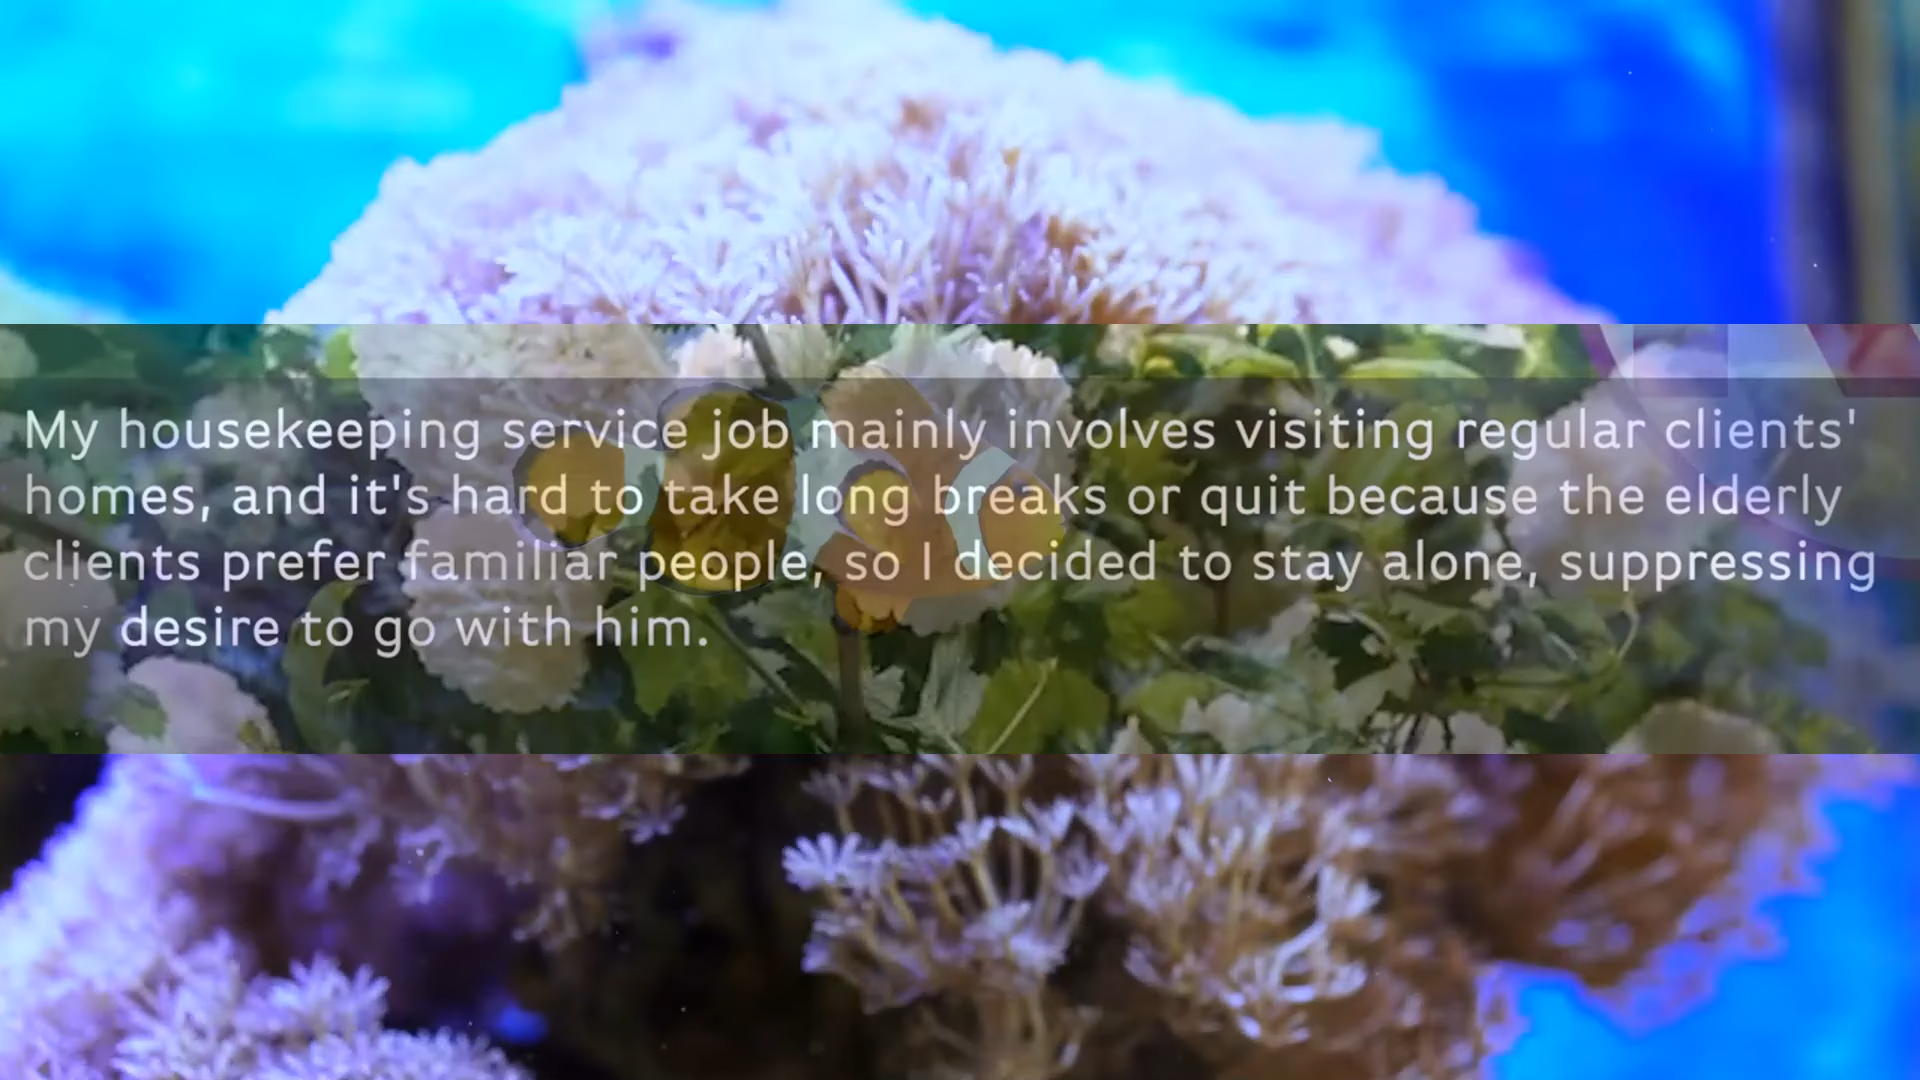 My housekeeping service job mainly involves visiting regular clients'
homes, and it's hard to take long breaks or quit because the elderly
clients prefer familiar people, so I decided to stay alone, suppressing
my desire to go with him.